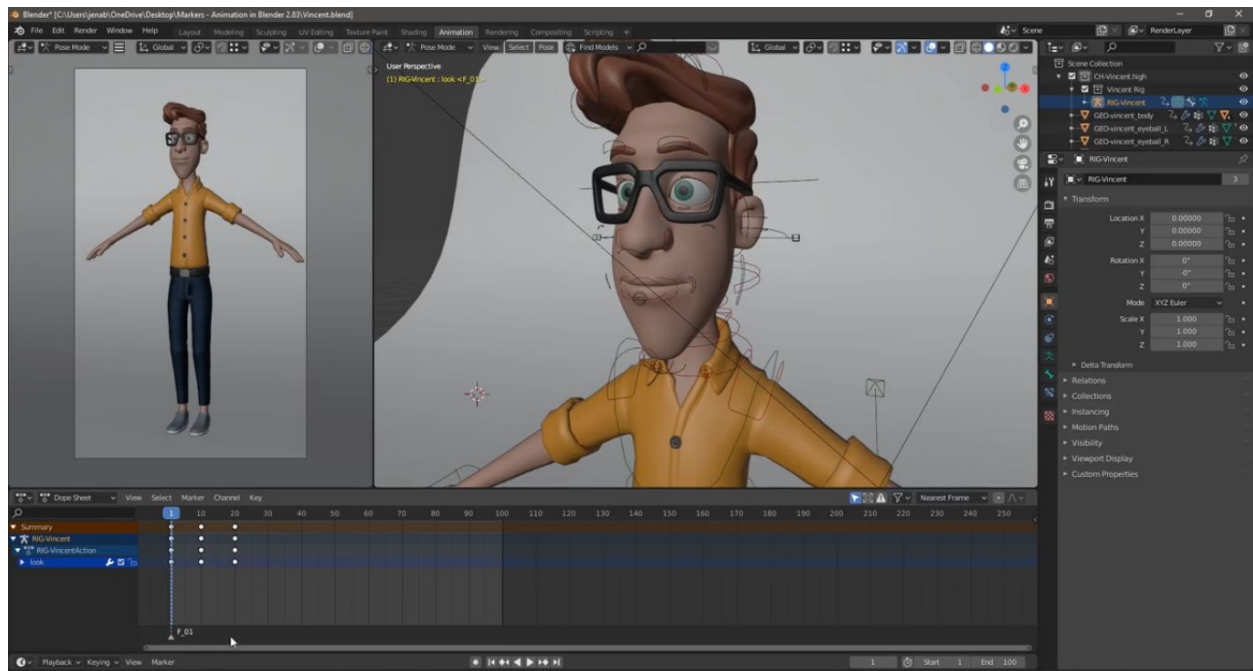 Blender* [C:\Users\jenab\OneDrive\Desktop\Markers - Animation in Blender 2.83\Vincent.blend]
File Edit Render Window Help Layout Modeling Sculpting UV Editing Texture Paint Shading Animation Rendering Compositing Scripting + Scene RenderLayer
Pose Mode Global Pose Mode View Select Pose Find Models Global
User Perspective
(1) RIG-Vincent : look <F_01>
Scene Collection
CH-Vincent.high
Vincent Rig
RIG-Vincent
GEO-vincent_body
GEO-vincent_eyeball_L
GEO-vincent_eyeball_R
RIG-Vincent
RIG-Vincent 3
Transform
Location X 0.00000
Y 0.00000
Z 0.00000
Rotation X 0°
Y -0°
Z 0°
Mode XYZ Euler
Scale X 1.000
Y 1.000
Z 1.000
Delta Transform
Relations
Collections
Instancing
Motion Paths
Visibility
Viewport Display
Custom Properties
Dope Sheet View Select Marker Channel Key Nearest Frame
1 10 20 30 40 50 60 70 80 90 100 110 120 130 140 150 160 170 180 190 200 210 220 230 240 250
Summary
RIG-Vincent
RIG-VincentAction
look
F_01
Playback Keying View Marker 1 Start 1 End 100